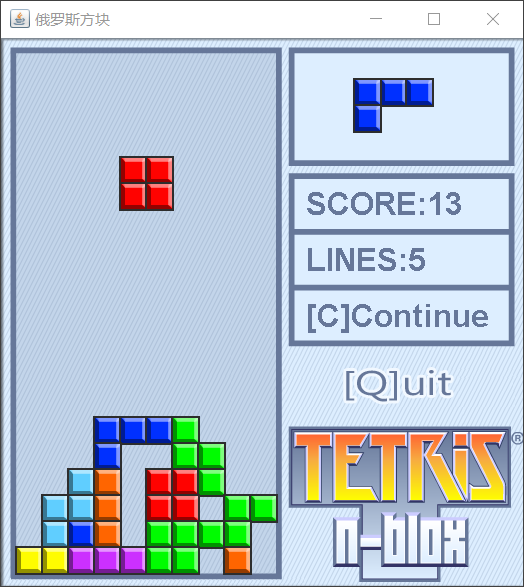 俄罗斯方块
SCORE:13
LINES:5
[C]Continue
[Q]uit
TETRiS®
n-blox